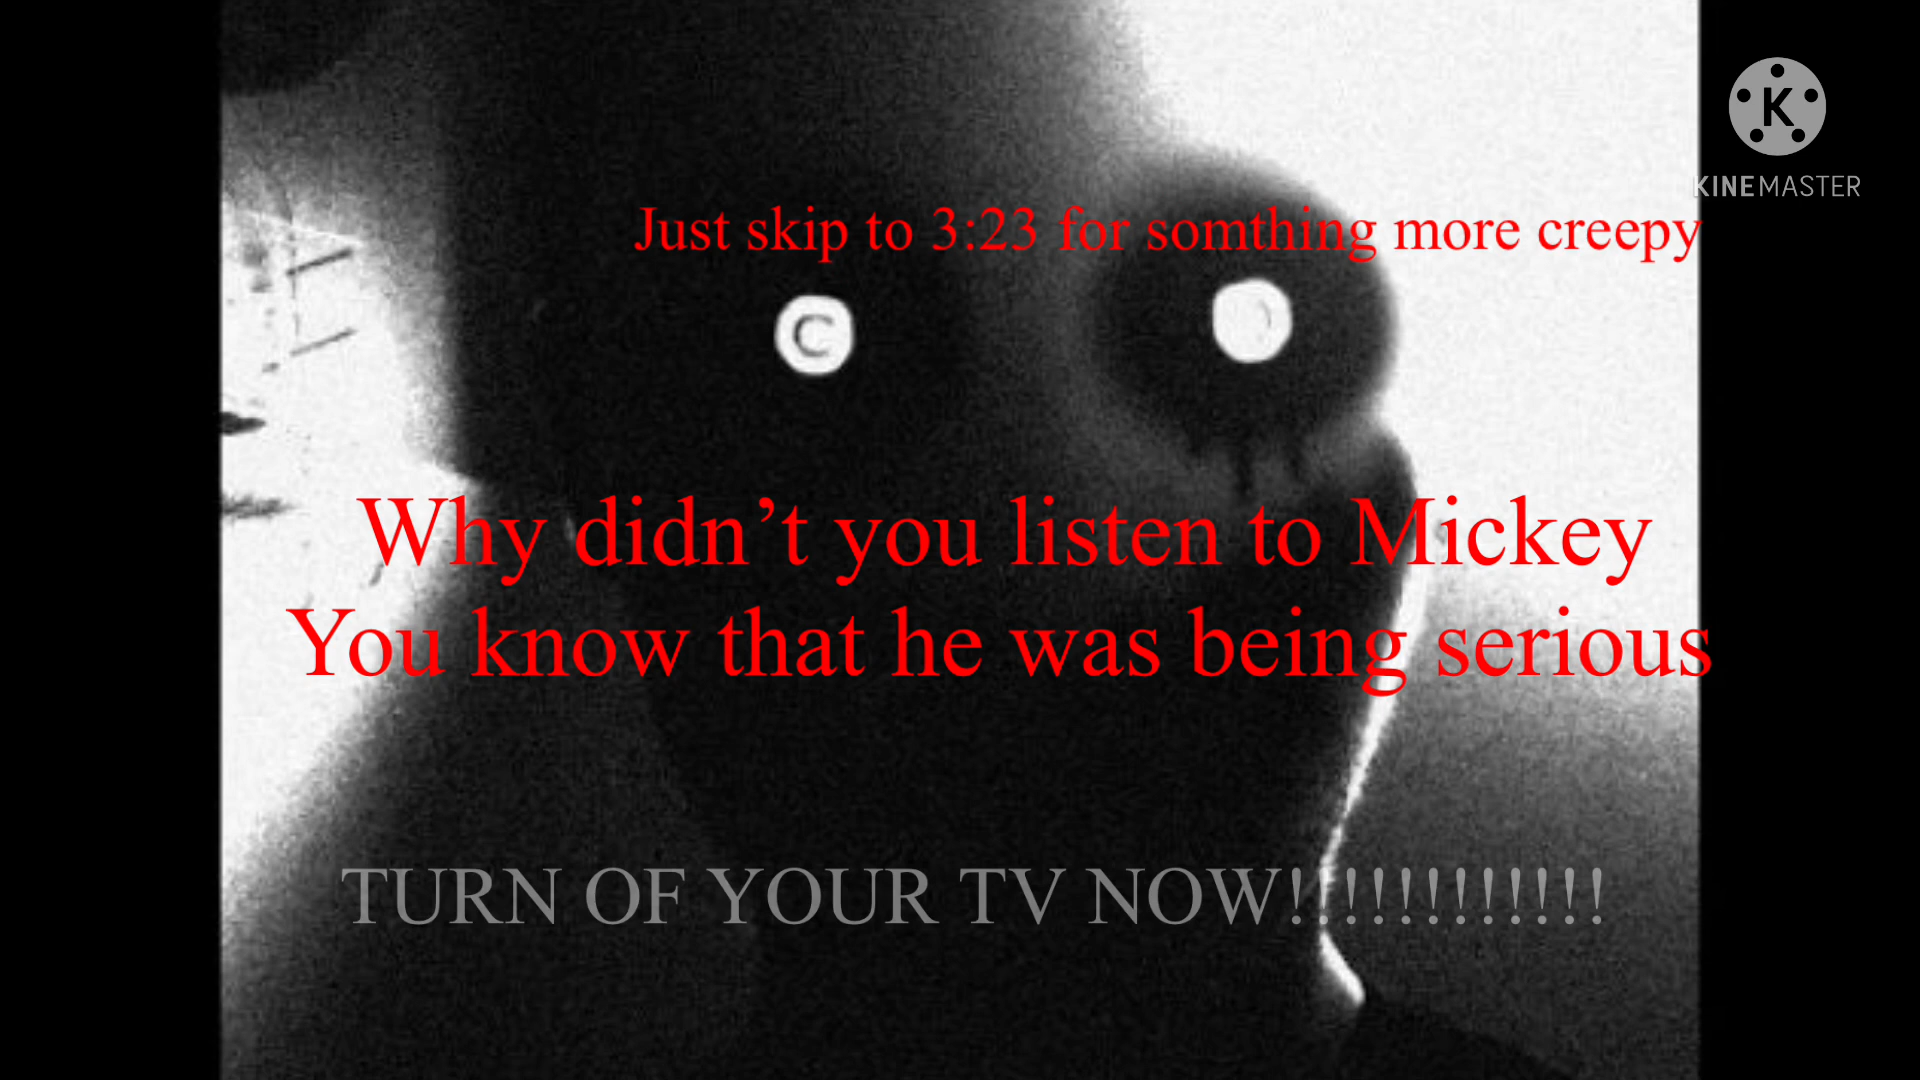 K
KINEMASTER
Just skip to 3:23 for somthing more creepy
C
Why didn’t you listen to Mickey
You know that he was being serious
TURN OF YOUR TV NOW!!!!!!!!!!!!